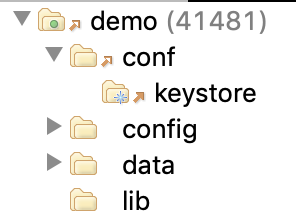 demo (41481)
conf
keystore
config
data
lib